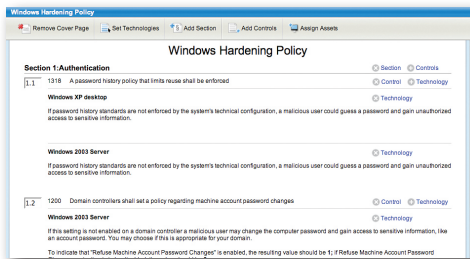 Windows Hardening Policy
Remove Cover Page Set Technologies Add Section Add Controls Assign Assets
Windows Hardening Policy
Section 1:Authentication Section Controls
1.1 1318 A password history policy that limits reuse shall be enforced Control Technology
Windows XP desktop Technology
If password history standards are not enforced by the system's technical configuration, a malicious user could guess a password and gain unauthorized
access to sensitive information.
Windows 2003 Server Technology
If password history standards are not enforced by the system's technical configuration, a malicious user could guess a password and gain unauthorized
access to sensitive information.
1.2 1200 Domain controllers shall set a policy regarding machine account password changes Control Technology
Windows 2003 Server Technology
If this setting is not enabled on a domain controller a malicious user may change the computer password and gain access to sensitive information, like
an account password. You may choose if this is appropriate for your domain.
To indicate that "Refuse Machine Account Password Changes" is enabled, the resulting value should be 1; if Refuse Machine Account Password